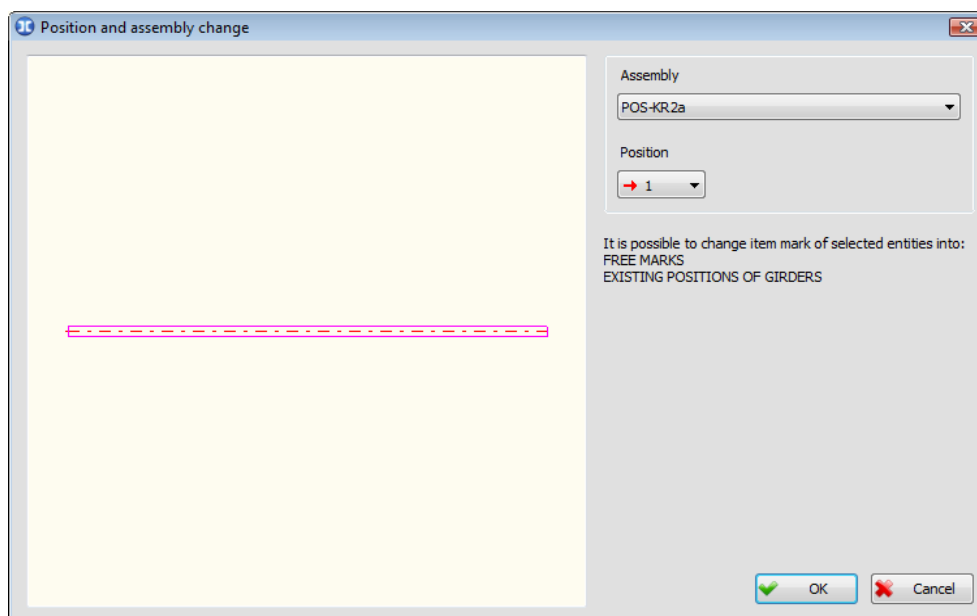 Position and assembly change
Assembly
POS-KR2a
Position
1
It is possible to change item mark of selected entities into:
FREE MARKS
EXISTING POSITIONS OF GIRDERS
OK
Cancel